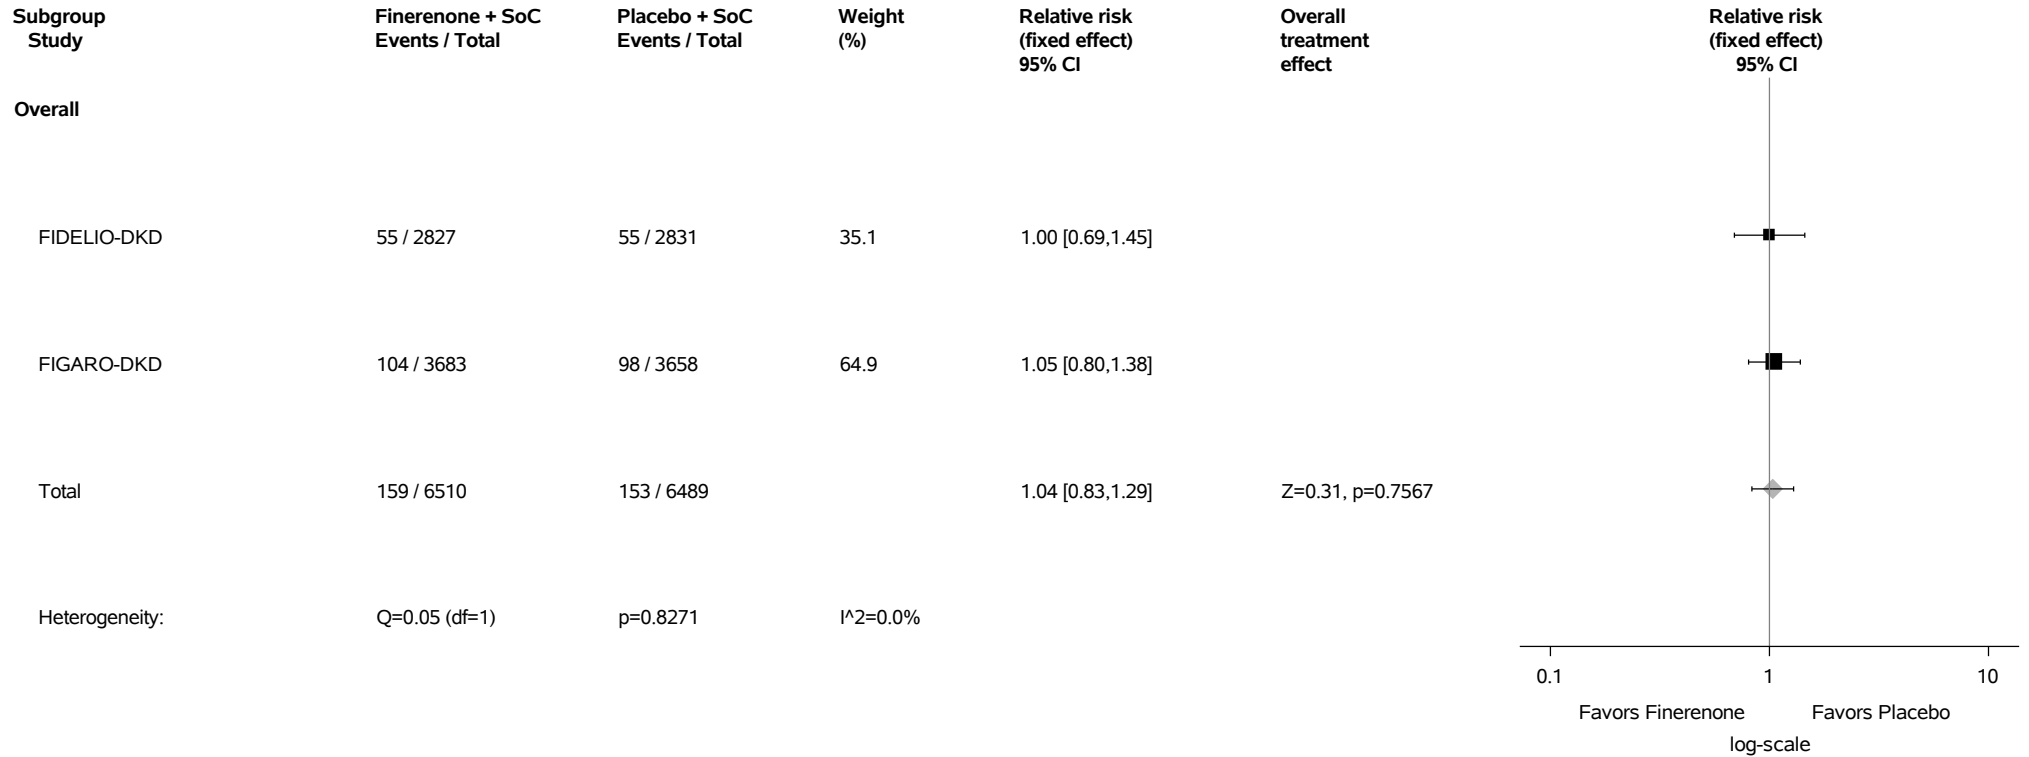 Subgroup Finerenone + SoC Placebo + SoC Weight Relative risk Overall Relative risk
Study Events / Total Events / Total (%) (fixed effect) treatment (fixed effect)
95% CI effect 95% CI
Overall
FIDELIO-DKD 55 / 2827 55 / 2831 35.1 1.00 [0.69,1.45]
FIGARO-DKD 104 / 3683 98 / 3658 64.9 1.05 [0.80,1.38]
Total 159 / 6510 153 / 6489 1.04 [0.83,1.29] Z=0.31, p=0.7567
Heterogeneity: Q=0.05 (df=1) p=0.8271 I^2=0.0%
0.1 1 10
Favors Finerenone Favors Placebo
log-scale